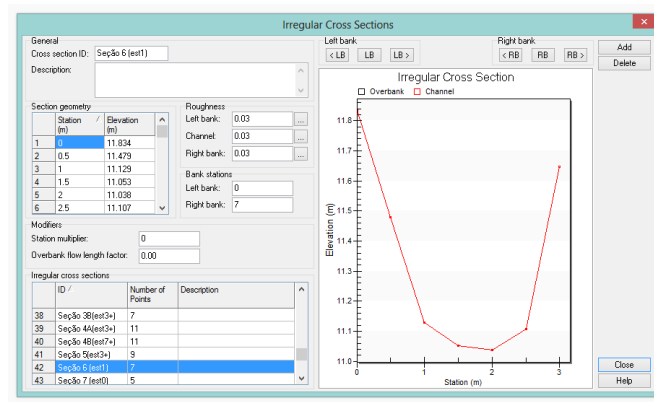 Irregular Cross Sections
General
Cross section ID: Seção 6 (est1)
Description:
Section geometry
Station (m) / Elevation (m)
1 0 11.834
2 0.5 11.479
3 1 11.129
4 1.5 11.053
5 2 11.038
6 2.5 11.107
Roughness
Left bank: 0.03 ...
Channel: 0.03 ...
Right bank: 0.03 ...
Bank stations
Left bank: 0
Right bank: 7
Modifiers
Station multiplier: 0
Overbank flow length factor: 0.00
Irregular cross sections
ID / Number of Points Description
38 Seção 3B(est3+) 7
39 Seção 4A(est3+) 11
40 Seção 4B(est7+) 11
41 Seção 5(est3+) 9
42 Seção 6 (est1) 7
43 Seção 7 (est0) 5
Left bank
< LB LB LB >
Right bank
< RB RB RB >
Irregular Cross Section
Overbank Channel
Elevation (m)
11.8
11.7
11.6
11.5
11.4
11.3
11.2
11.1
11.0
0 1 2 3
Station (m)
Add
Delete
Close
Help